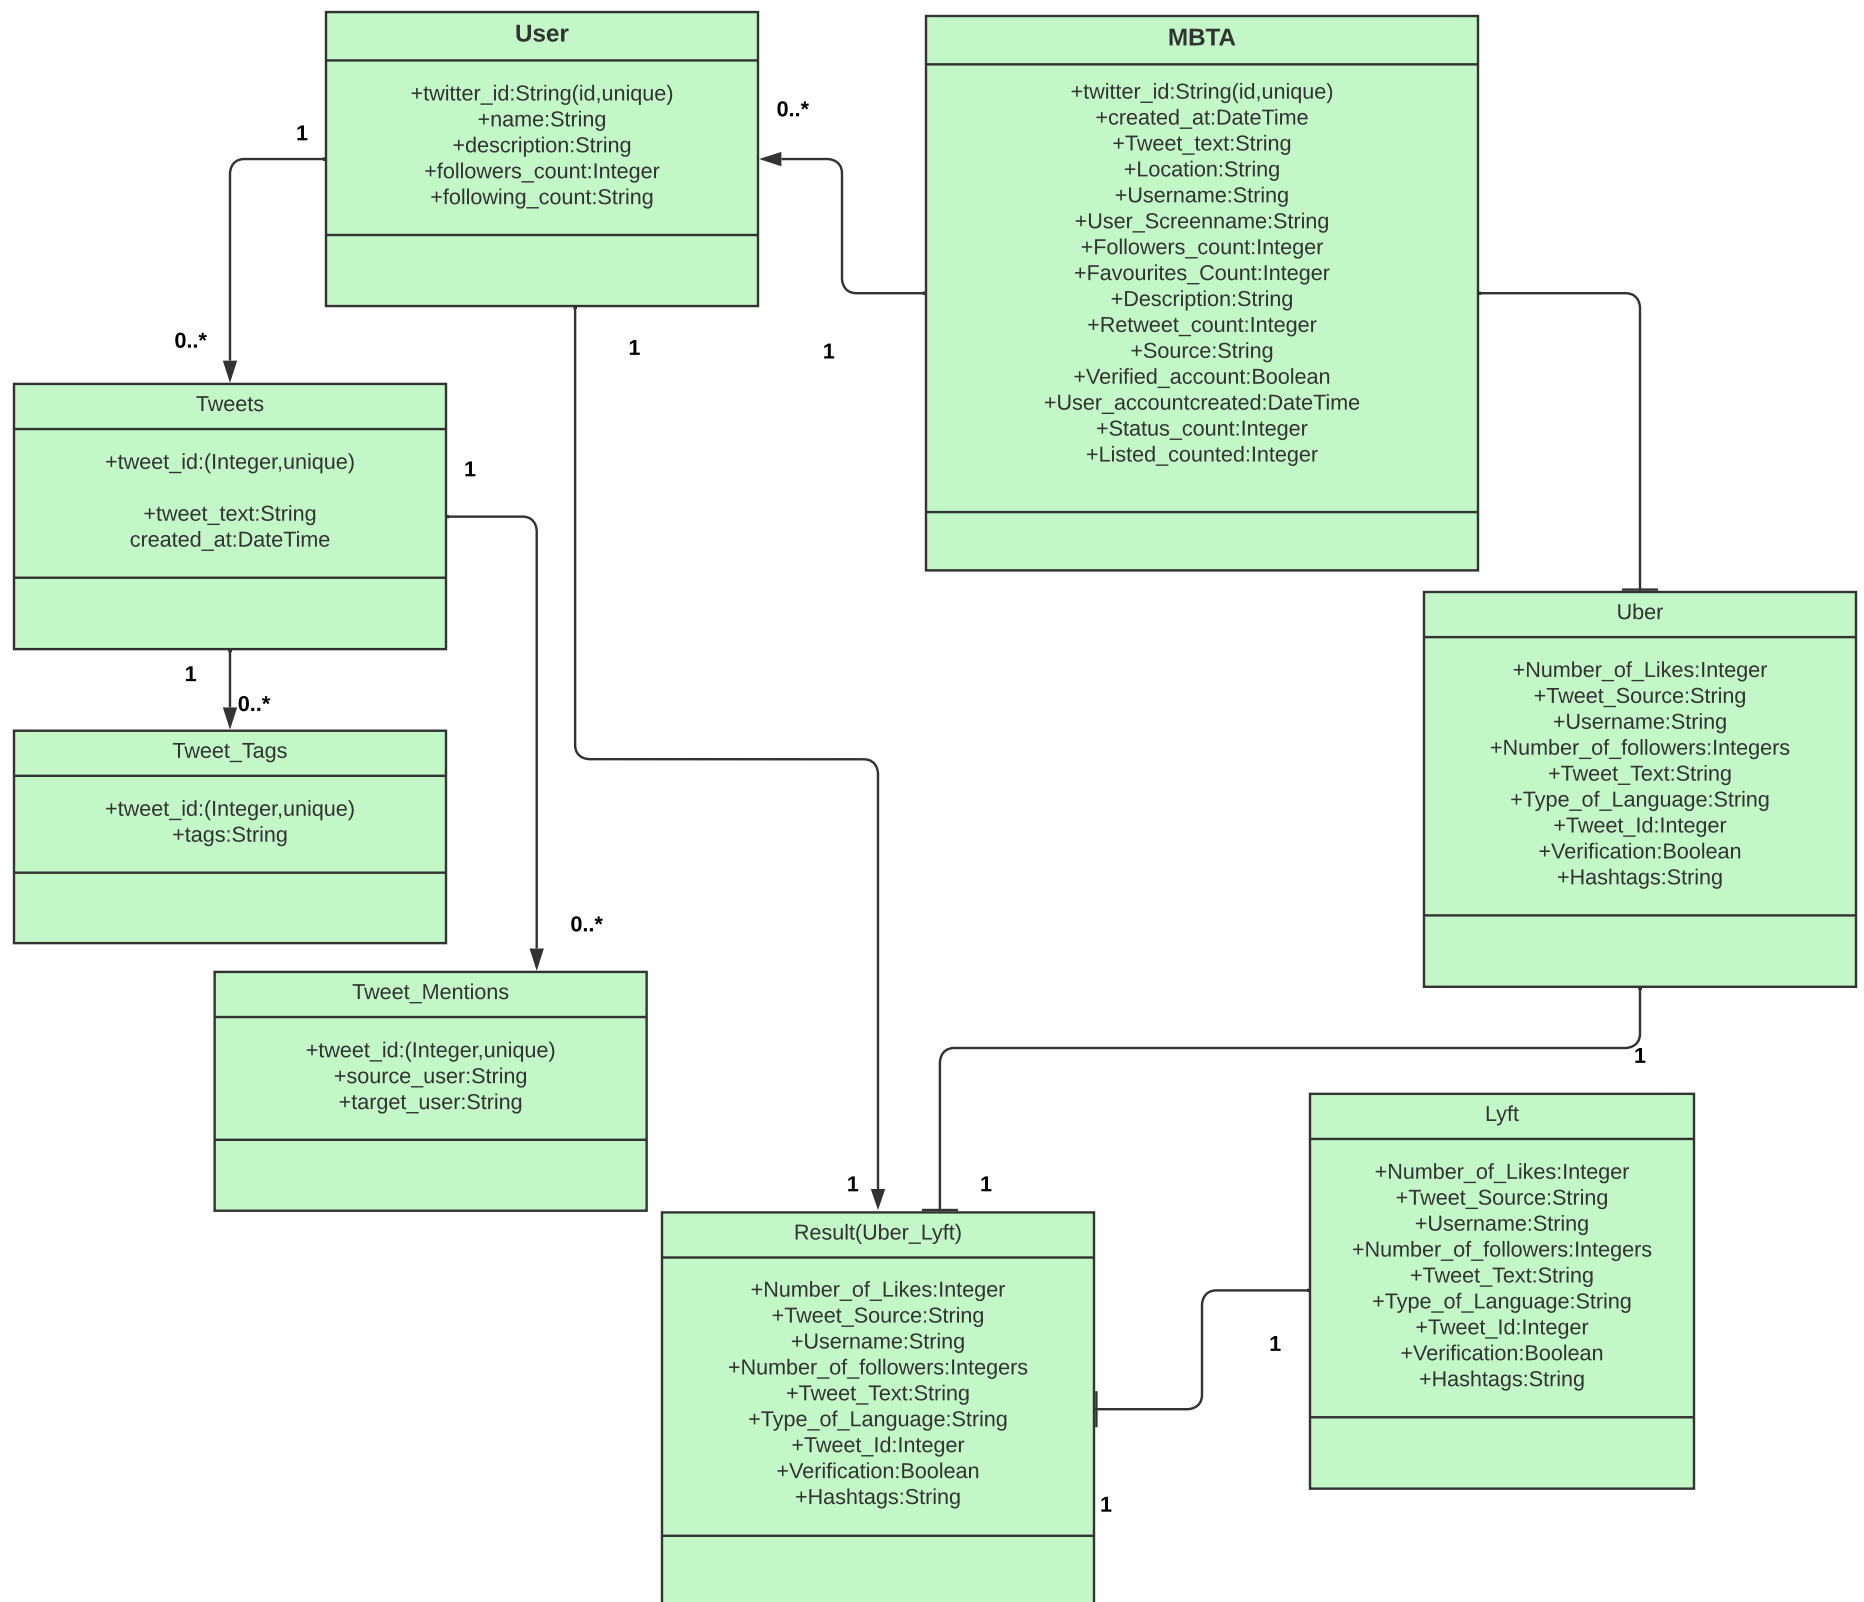 User
+twitter_id:String(id,unique)
+name:String
+description:String
+followers_count:Integer
+following_count:String
MBTA
+twitter_id:String(id,unique)
+created_at:DateTime
+Tweet_text:String
+Location:String
+Username:String
+User_Screenname:String
+Followers_count:Integer
+Favourites_Count:Integer
+Description:String
+Retweet_count:Integer
+Source:String
+Verified_account:Boolean
+User_accountcreated:DateTime
+Status_count:Integer
+Listed_counted:Integer
0..*
1
1
1
0..*
Tweets
+tweet_id:(Integer,unique)
+tweet_text:String
created_at:DateTime
1
1
0..*
Tweet_Tags
+tweet_id:(Integer,unique)
+tags:String
0..*
Tweet_Mentions
+tweet_id:(Integer,unique)
+source_user:String
+target_user:String
Uber
+Number_of_Likes:Integer
+Tweet_Source:String
+Username:String
+Number_of_followers:Integers
+Tweet_Text:String
+Type_of_Language:String
+Tweet_Id:Integer
+Verification:Boolean
+Hashtags:String
1
1
1
Result(Uber_Lyft)
+Number_of_Likes:Integer
+Tweet_Source:String
+Username:String
+Number_of_followers:Integers
+Tweet_Text:String
+Type_of_Language:String
+Tweet_Id:Integer
+Verification:Boolean
+Hashtags:String
Lyft
+Number_of_Likes:Integer
+Tweet_Source:String
+Username:String
+Number_of_followers:Integers
+Tweet_Text:String
+Type_of_Language:String
+Tweet_Id:Integer
+Verification:Boolean
+Hashtags:String
1
1